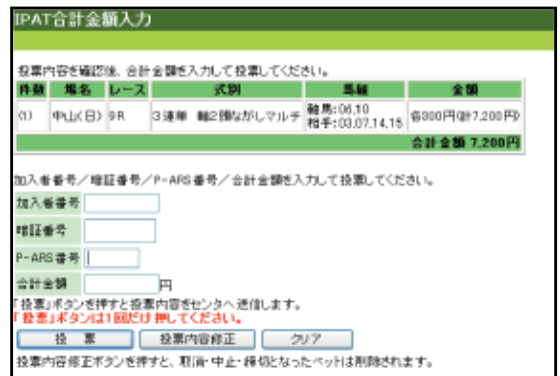 IPAT合計金額入力
投票内容を確認後、合計金額を入力して投票してください。
件数 場名 レース 式別 馬組 金額
(1) 中山(日) 9R 3連単 軸2頭ながしマルチ 軸馬:06,10 各300円(計7,200円)
相手:03,07,14,15
合計金額 7,200円
加入者番号/暗証番号/P-ARS番号/合計金額を入力して投票してください。
加入者番号
暗証番号
P-ARS番号
合計金額 円
「投票」ボタンを押すと投票内容をセンタへ送信します。
「投票」ボタンは1回だけ押してください。
投 票 投票内容修正 クリア
投票内容修正ボタンを押すと、取消・中止・締切となったベットは削除されます。